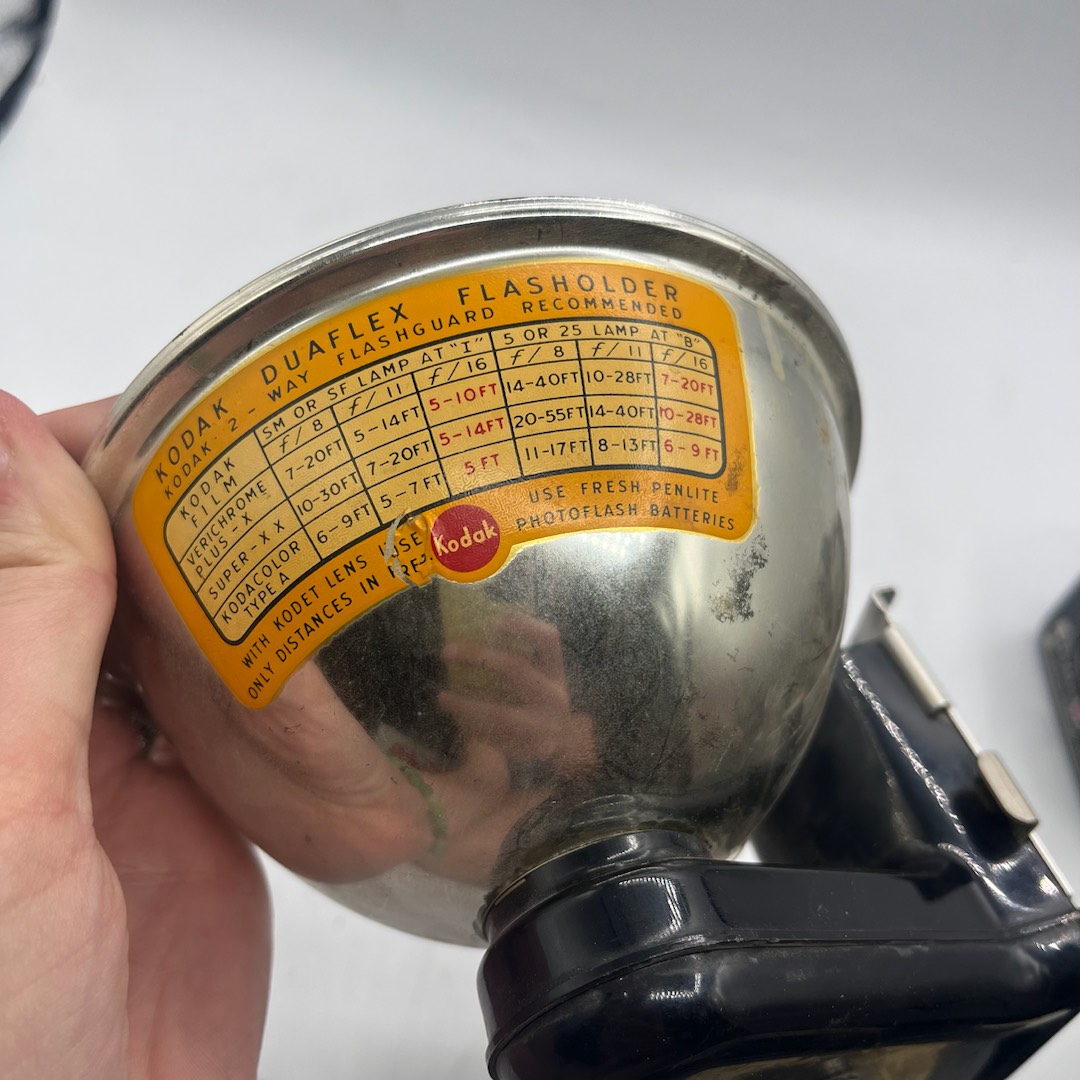 KODAK DUAFLEX FLASHOLDER
KODAK 2-WAY FLASHGUARD RECOMMENDED
KODAK FILM SM OR SF LAMP AT "I" 5 OR 25 LAMP AT "B"
f/8 f/11 f/16 f/8 f/11 f/16
VERICHROME PLUS-X 7-20FT 5-14FT 5-10FT 14-40FT 10-28FT 7-20FT
SUPER-XX 10-30FT 7-20FT 5-14FT 20-55FT 14-40FT 10-28FT
KODACOLOR TYPE A 6-9FT 5-7FT 5FT 11-17FT 8-13FT 6-9FT
WITH KODET LENS USE
ONLY DISTANCES IN
Kodak
USE FRESH PENLITE
PHOTOFLASH BATTERIES